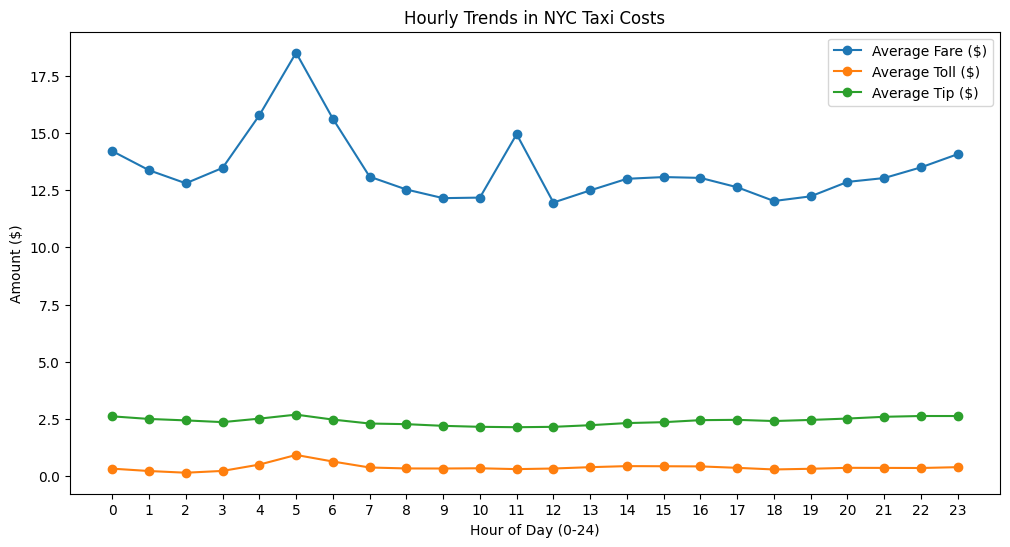 Hourly Trends in NYC Taxi Costs
Average Fare ($)
Average Toll ($)
Average Tip ($)
Amount ($)
17.5
15.0
12.5
10.0
7.5
5.0
2.5
0.0
0 1 2 3 4 5 6 7 8 9 10 11 12 13 14 15 16 17 18 19 20 21 22 23
Hour of Day (0-24)